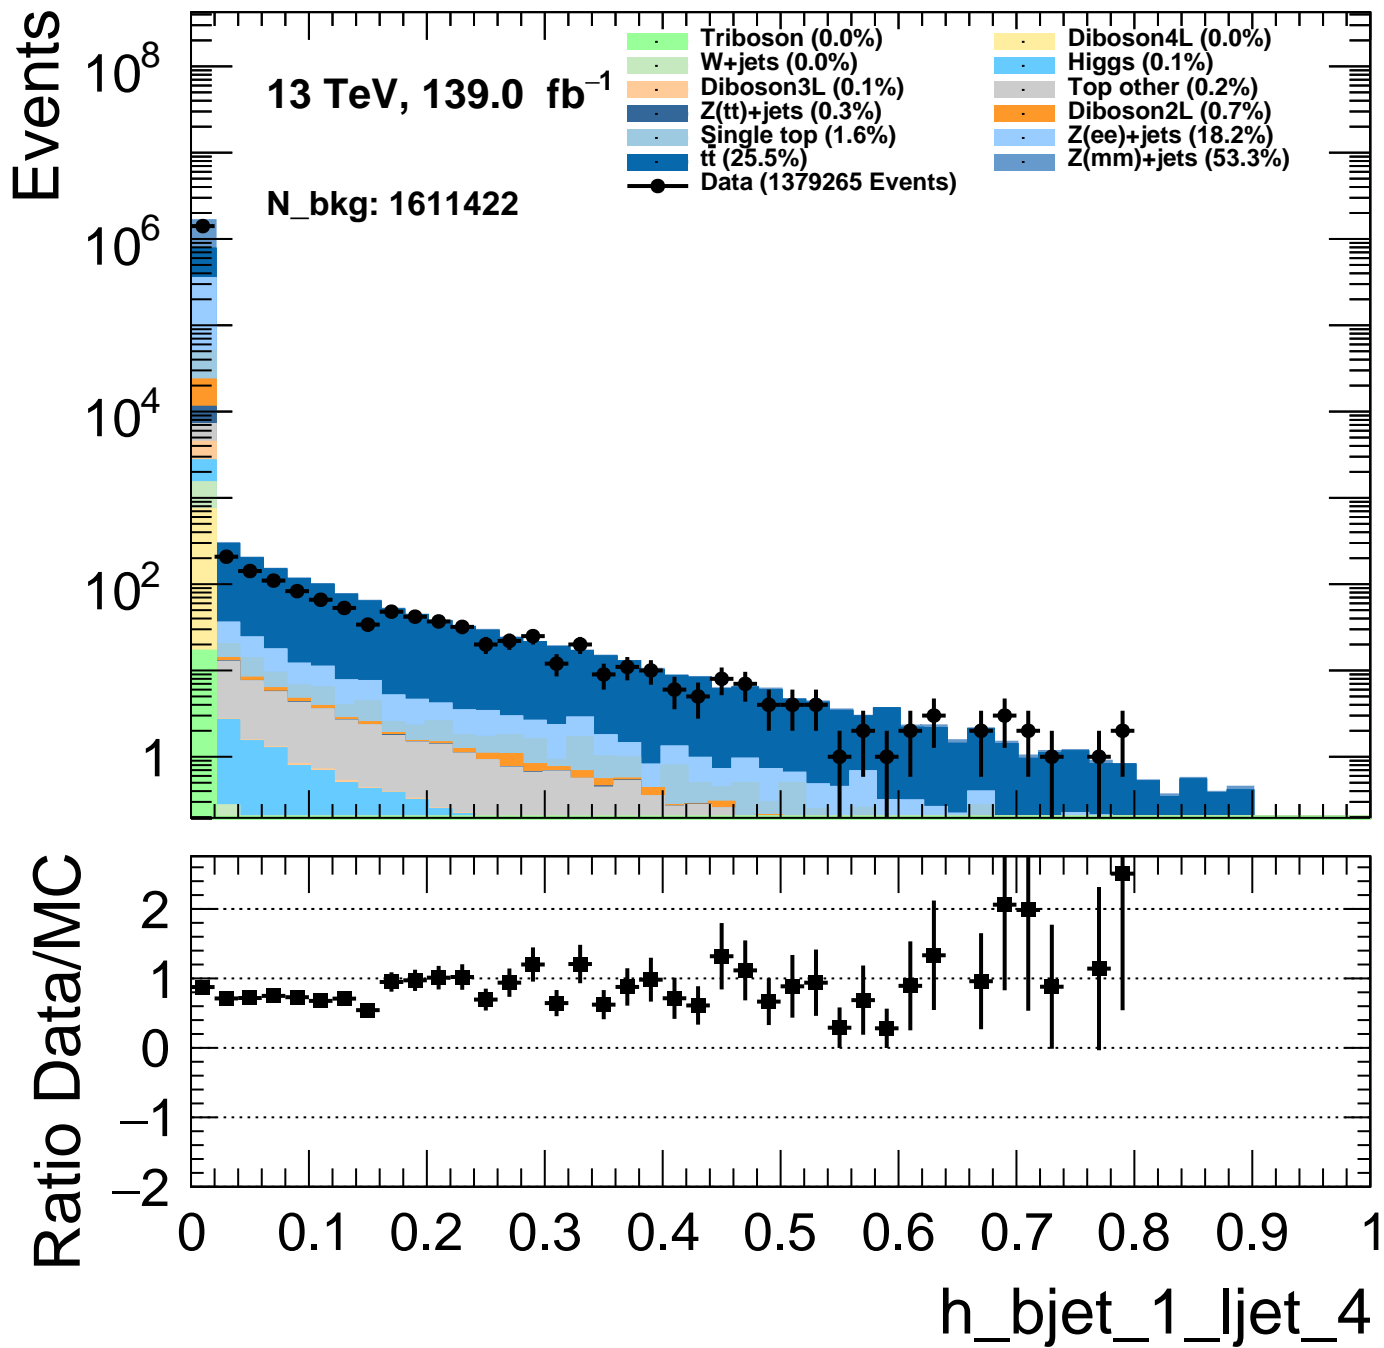 Events
10^8
10^6
10^4
10^2
1
13 TeV, 139.0 fb^−1
N_bkg: 1611422
Triboson (0.0%)
W+jets (0.0%)
Diboson3L (0.1%)
Z(tt)+jets (0.3%)
Single top (1.6%)
tt̄ (25.5%)
Data (1379265 Events)
Diboson4L (0.0%)
Higgs (0.1%)
Top other (0.2%)
Diboson2L (0.7%)
Z(ee)+jets (18.2%)
Z(mm)+jets (53.3%)
Ratio Data/MC
2
1
0
−1
−2
0 0.1 0.2 0.3 0.4 0.5 0.6 0.7 0.8 0.9 1
h_bjet_1_ljet_4